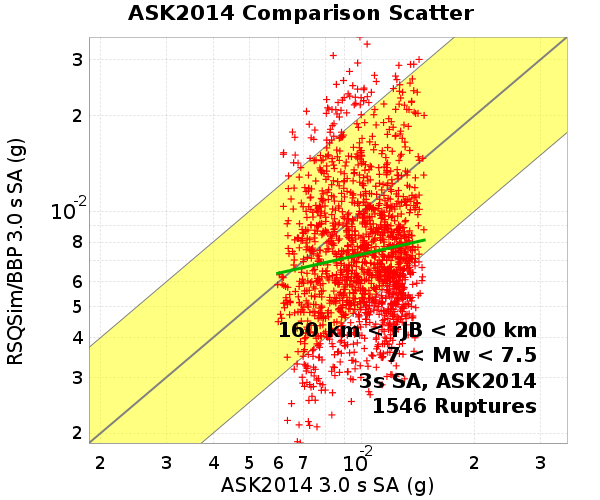 ASK2014 Comparison Scatter
RSQSim/BBP 3.0 s SA (g)
3
2
10-2
8
6
5
4
3
2
160 km < rJB < 200 km
7 < Mw < 7.5
3s SA, ASK2014
1546 Ruptures
2 3 4 5 6 7 10-2 2 3
ASK2014 3.0 s SA (g)